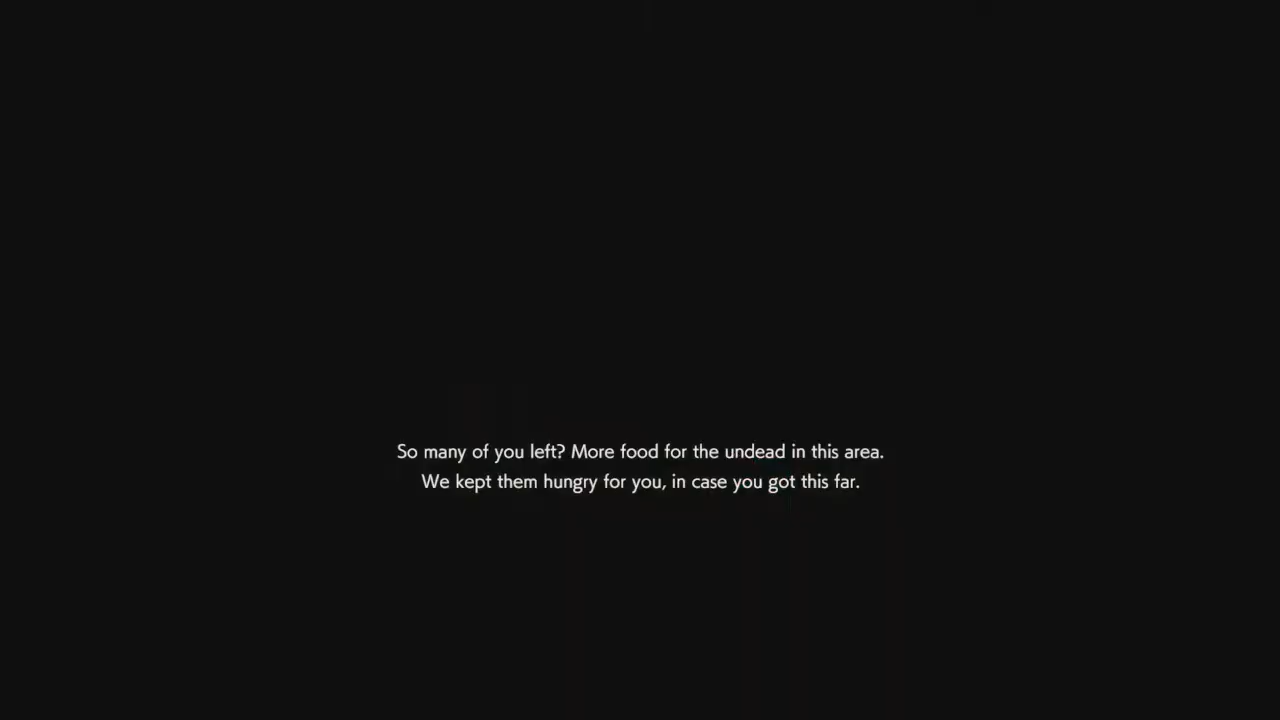 So many of you left? More food for the undead in this area.
We kept them hungry for you, in case you got this far.